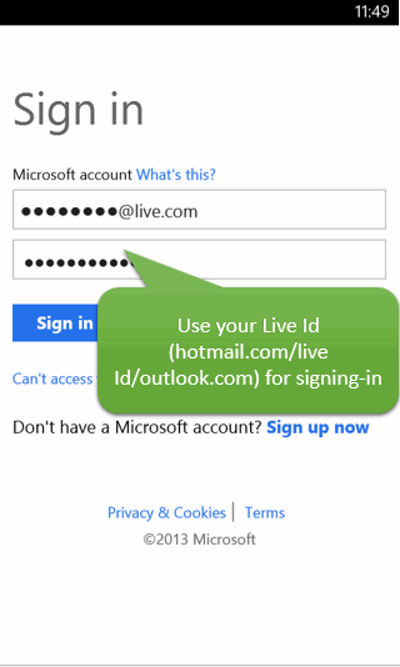 11:49
Sign in
Microsoft account What's this?
●●●●●●●●@live.com
●●●●●●●●●●●
Sign in
Use your Live Id
(hotmail.com/live
Id/outlook.com) for signing-in
Can't access
Don't have a Microsoft account? Sign up now
Privacy & Cookies | Terms
©2013 Microsoft